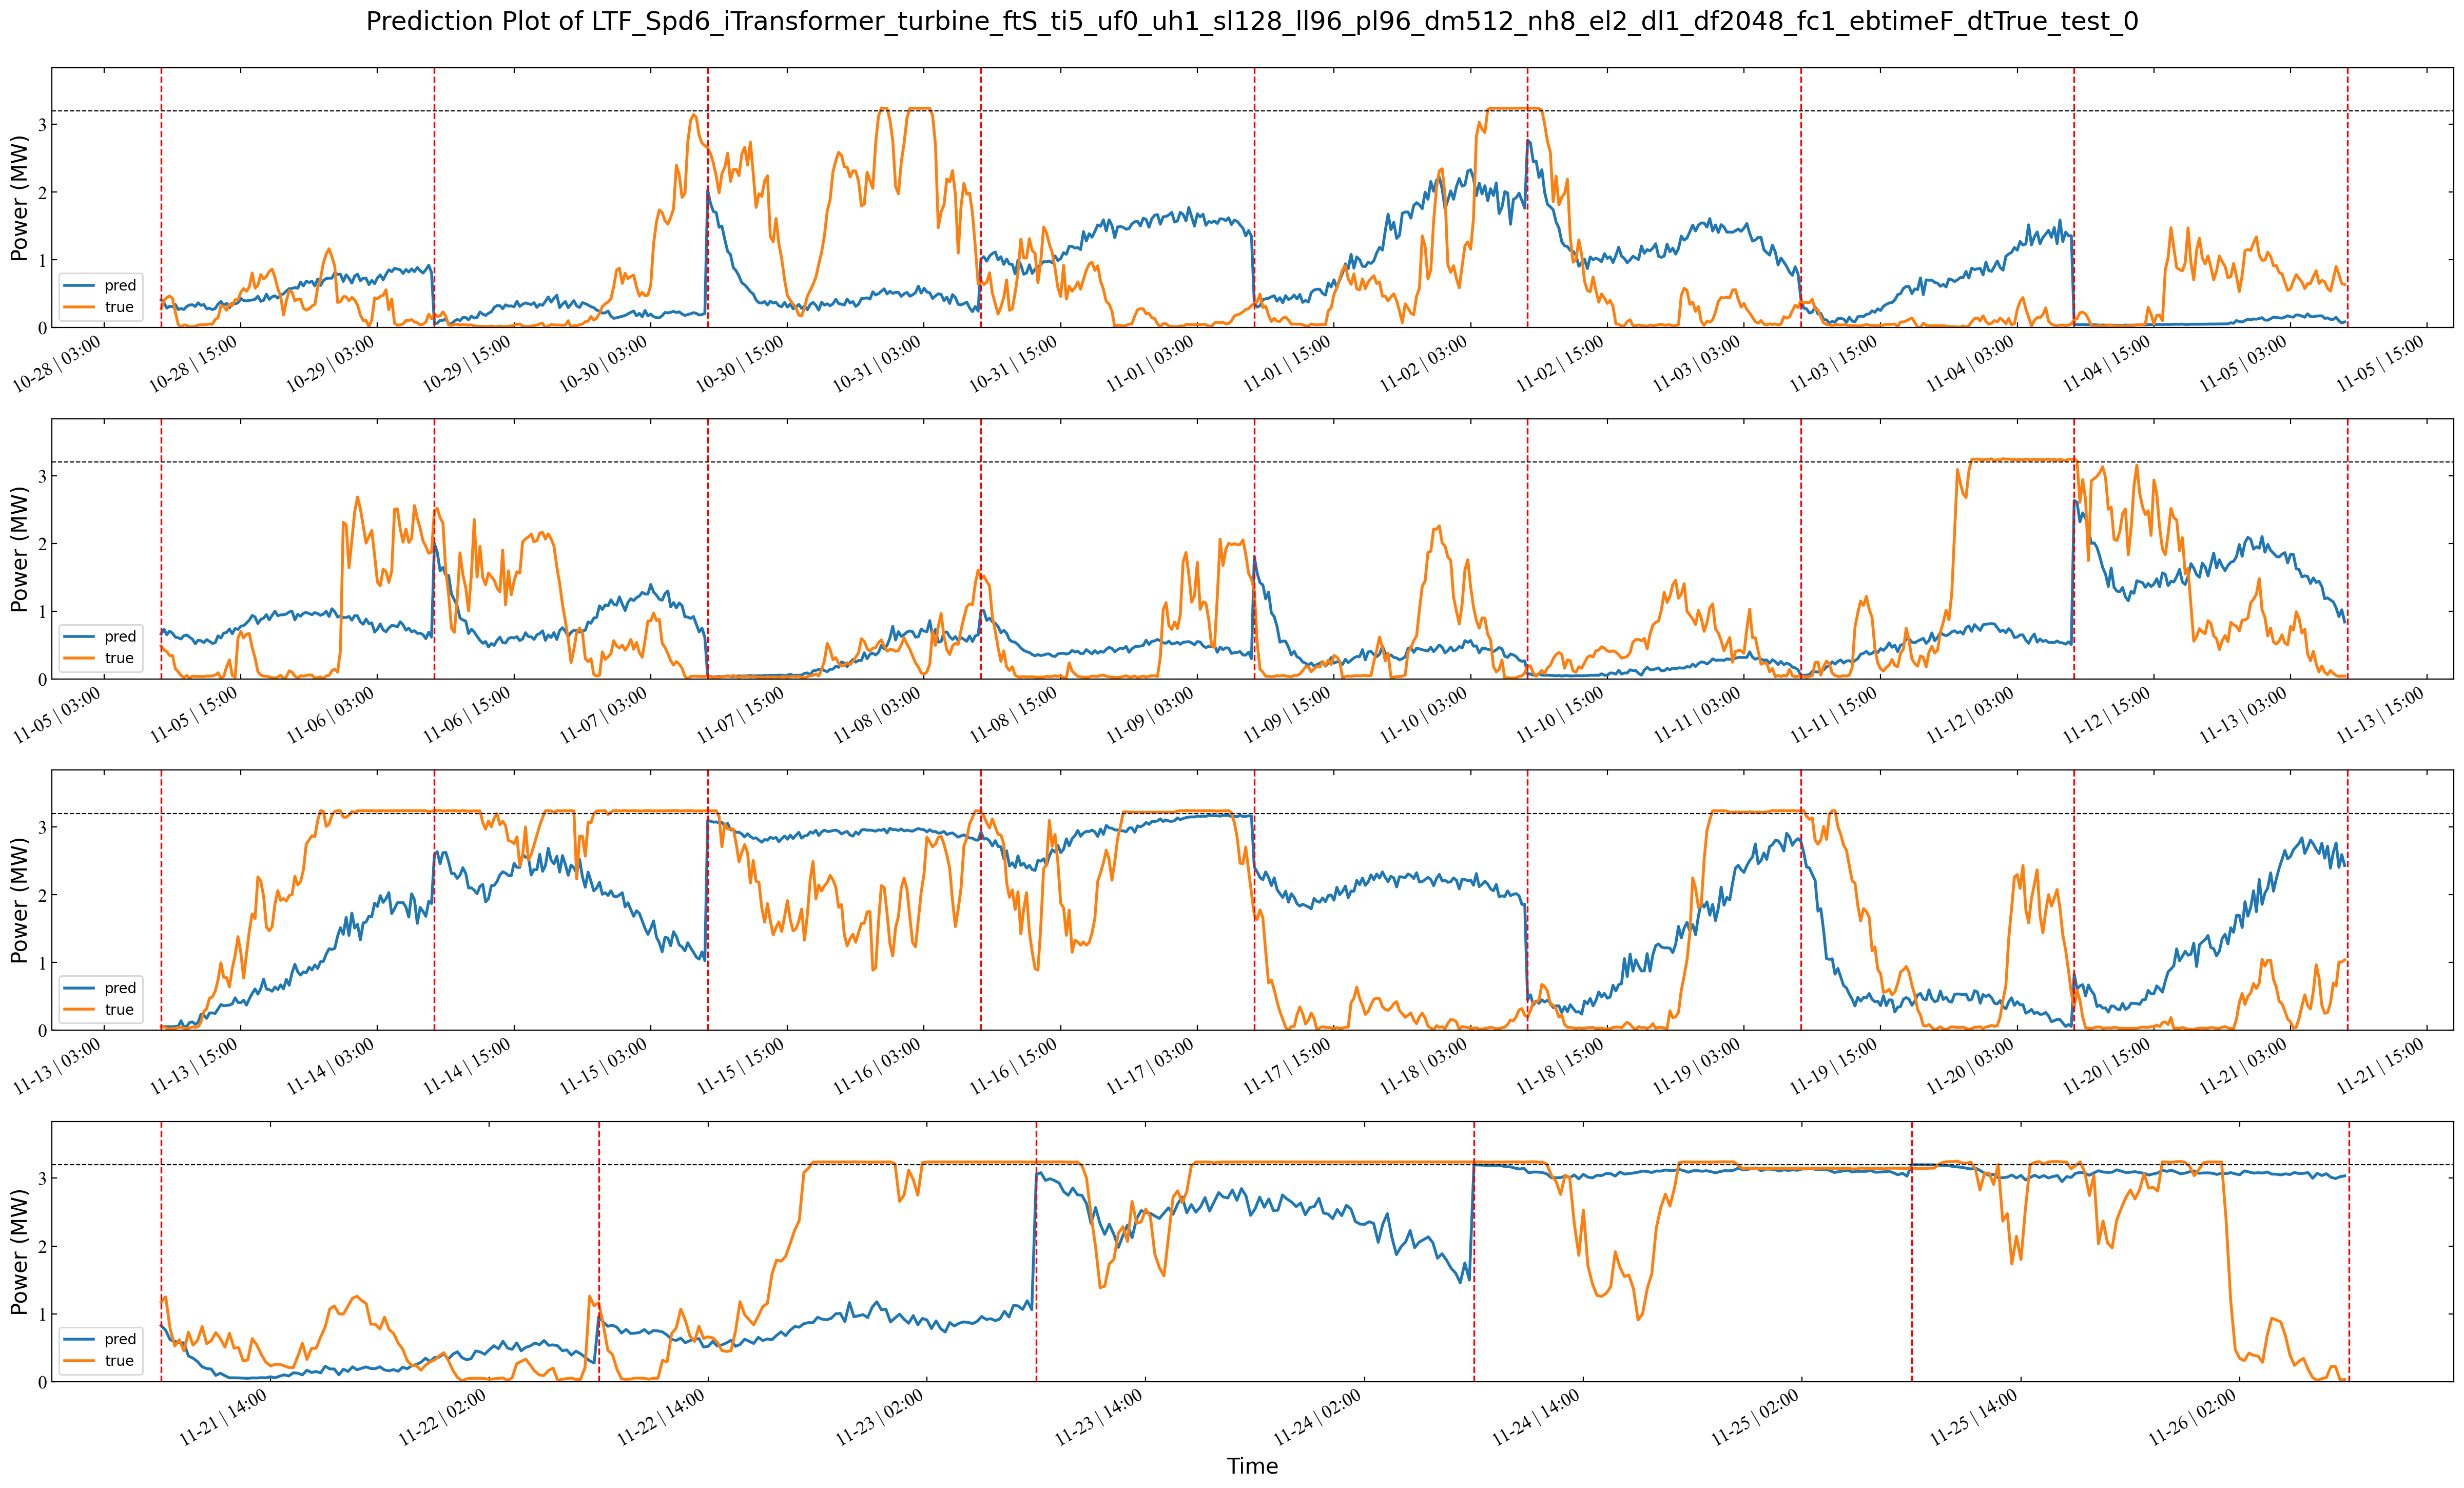 Prediction Plot of LTF_Spd6_iTransformer_turbine_ftS_ti5_uf0_uh1_sl128_ll96_pl96_dm512_nh8_el2_dl1_df2048_fc1_ebtimeF_dtTrue_test_0
Power (MW)
3
2
1
0
pred
true
10-28 | 03:00
10-28 | 15:00
10-29 | 03:00
10-29 | 15:00
10-30 | 03:00
10-30 | 15:00
10-31 | 03:00
10-31 | 15:00
11-01 | 03:00
11-01 | 15:00
11-02 | 03:00
11-02 | 15:00
11-03 | 03:00
11-03 | 15:00
11-04 | 03:00
11-04 | 15:00
11-05 | 03:00
11-05 | 15:00
Power (MW)
3
2
1
0
pred
true
11-05 | 03:00
11-05 | 15:00
11-06 | 03:00
11-06 | 15:00
11-07 | 03:00
11-07 | 15:00
11-08 | 03:00
11-08 | 15:00
11-09 | 03:00
11-09 | 15:00
11-10 | 03:00
11-10 | 15:00
11-11 | 03:00
11-11 | 15:00
11-12 | 03:00
11-12 | 15:00
11-13 | 03:00
11-13 | 15:00
Power (MW)
3
2
1
0
pred
true
11-13 | 03:00
11-13 | 15:00
11-14 | 03:00
11-14 | 15:00
11-15 | 03:00
11-15 | 15:00
11-16 | 03:00
11-16 | 15:00
11-17 | 03:00
11-17 | 15:00
11-18 | 03:00
11-18 | 15:00
11-19 | 03:00
11-19 | 15:00
11-20 | 03:00
11-20 | 15:00
11-21 | 03:00
11-21 | 15:00
Power (MW)
3
2
1
0
pred
true
11-21 | 14:00
11-22 | 02:00
11-22 | 14:00
11-23 | 02:00
11-23 | 14:00
11-24 | 02:00
11-24 | 14:00
11-25 | 02:00
11-25 | 14:00
11-26 | 02:00
Time